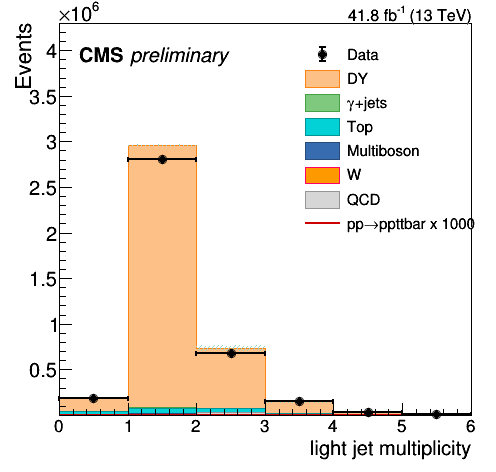 ×10⁶
41.8 fb⁻¹ (13 TeV)
Events
CMS preliminary
Data
DY
γ+jets
Top
Multiboson
W
QCD
pp→ppttbar x 1000
4
3.5
3
2.5
2
1.5
1
0.5
0 1 2 3 4 5 6
light jet multiplicity